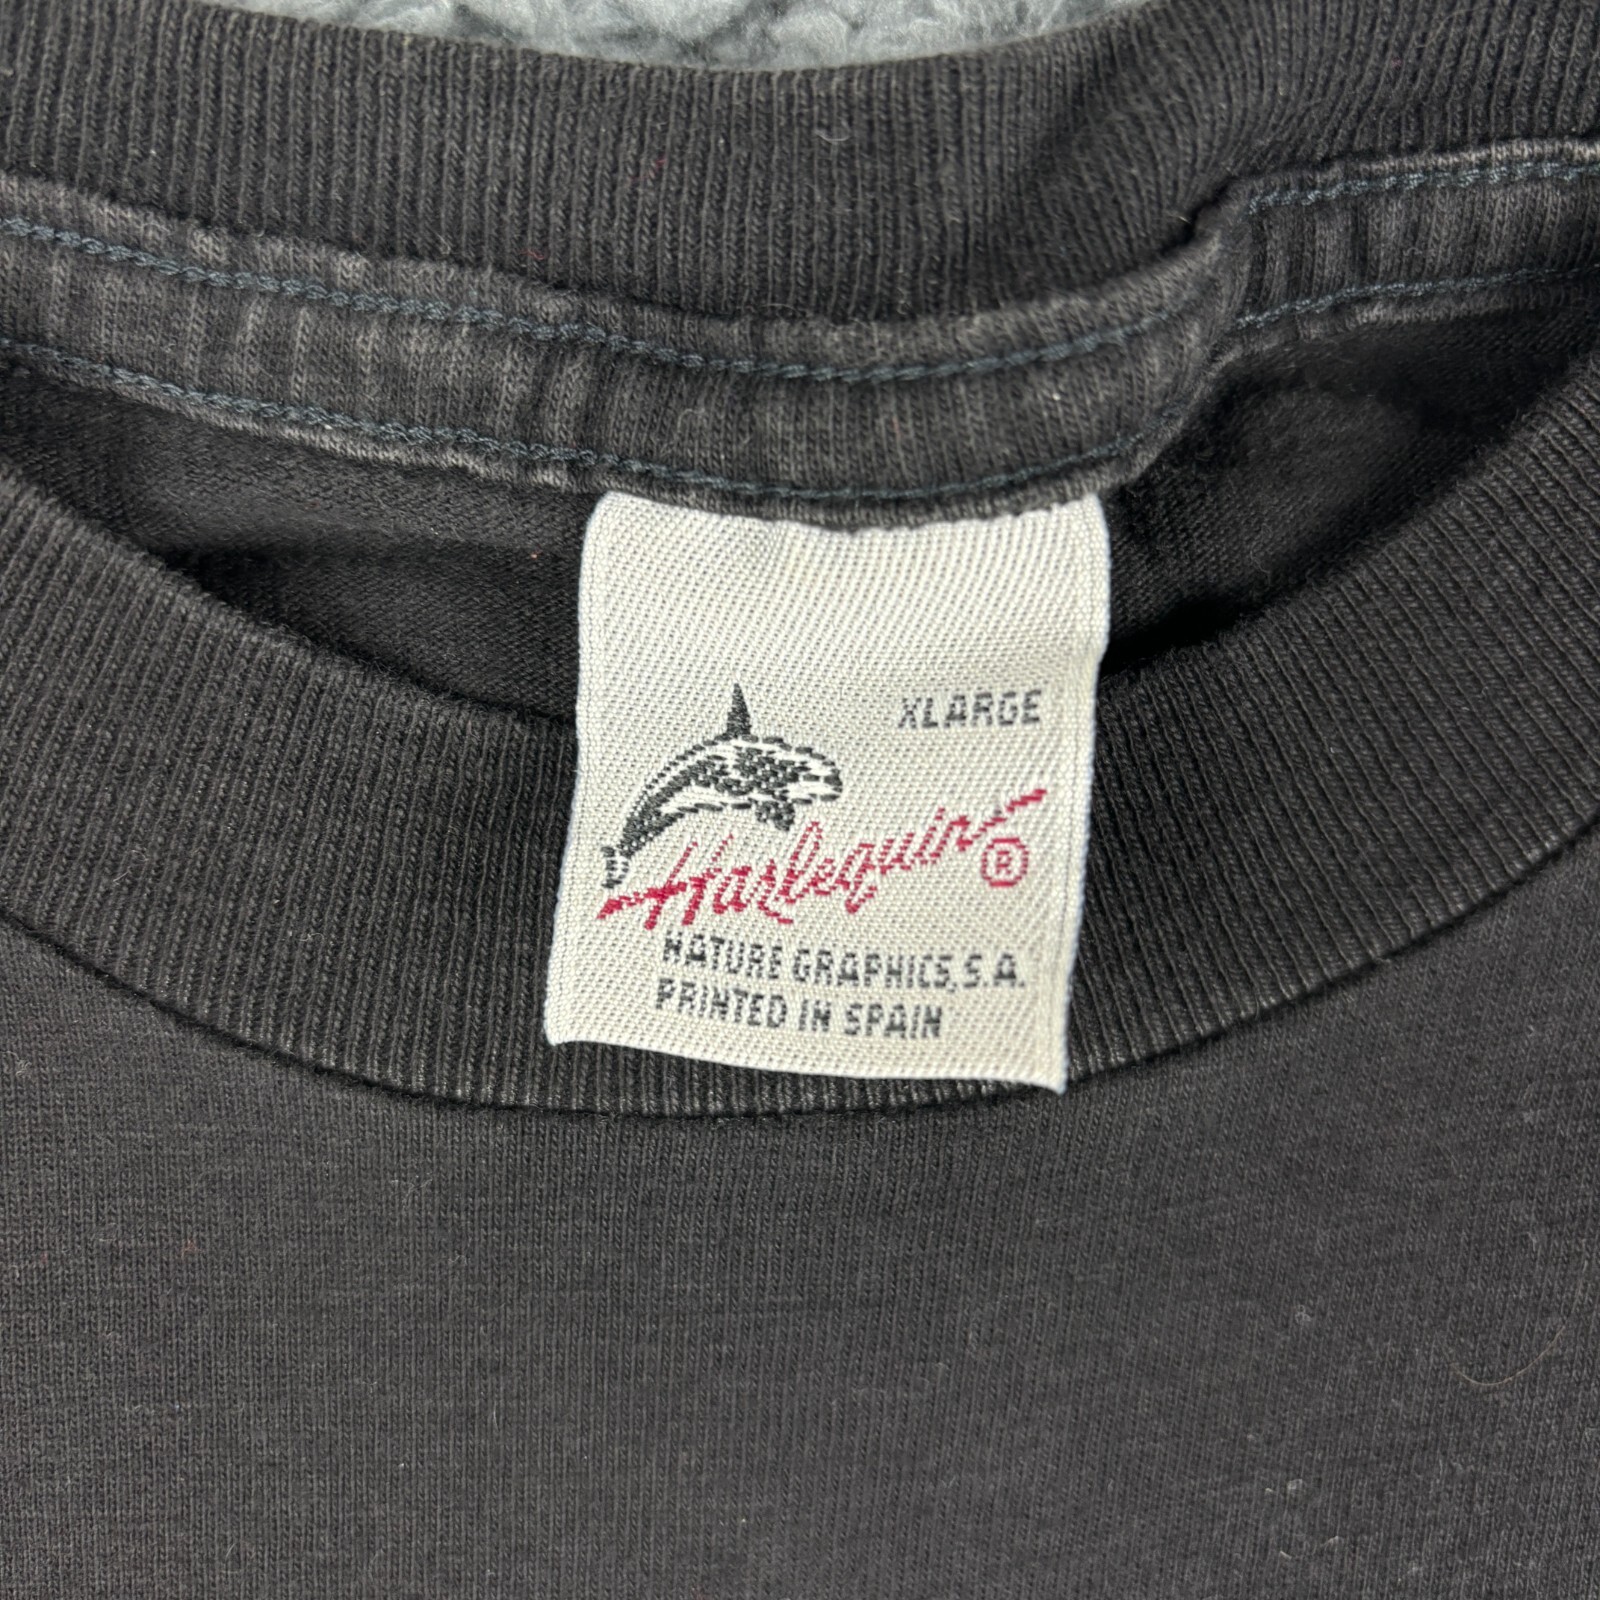 XLARGE
Harlequin®
NATURE GRAPHICS, S.A.
PRINTED IN SPAIN